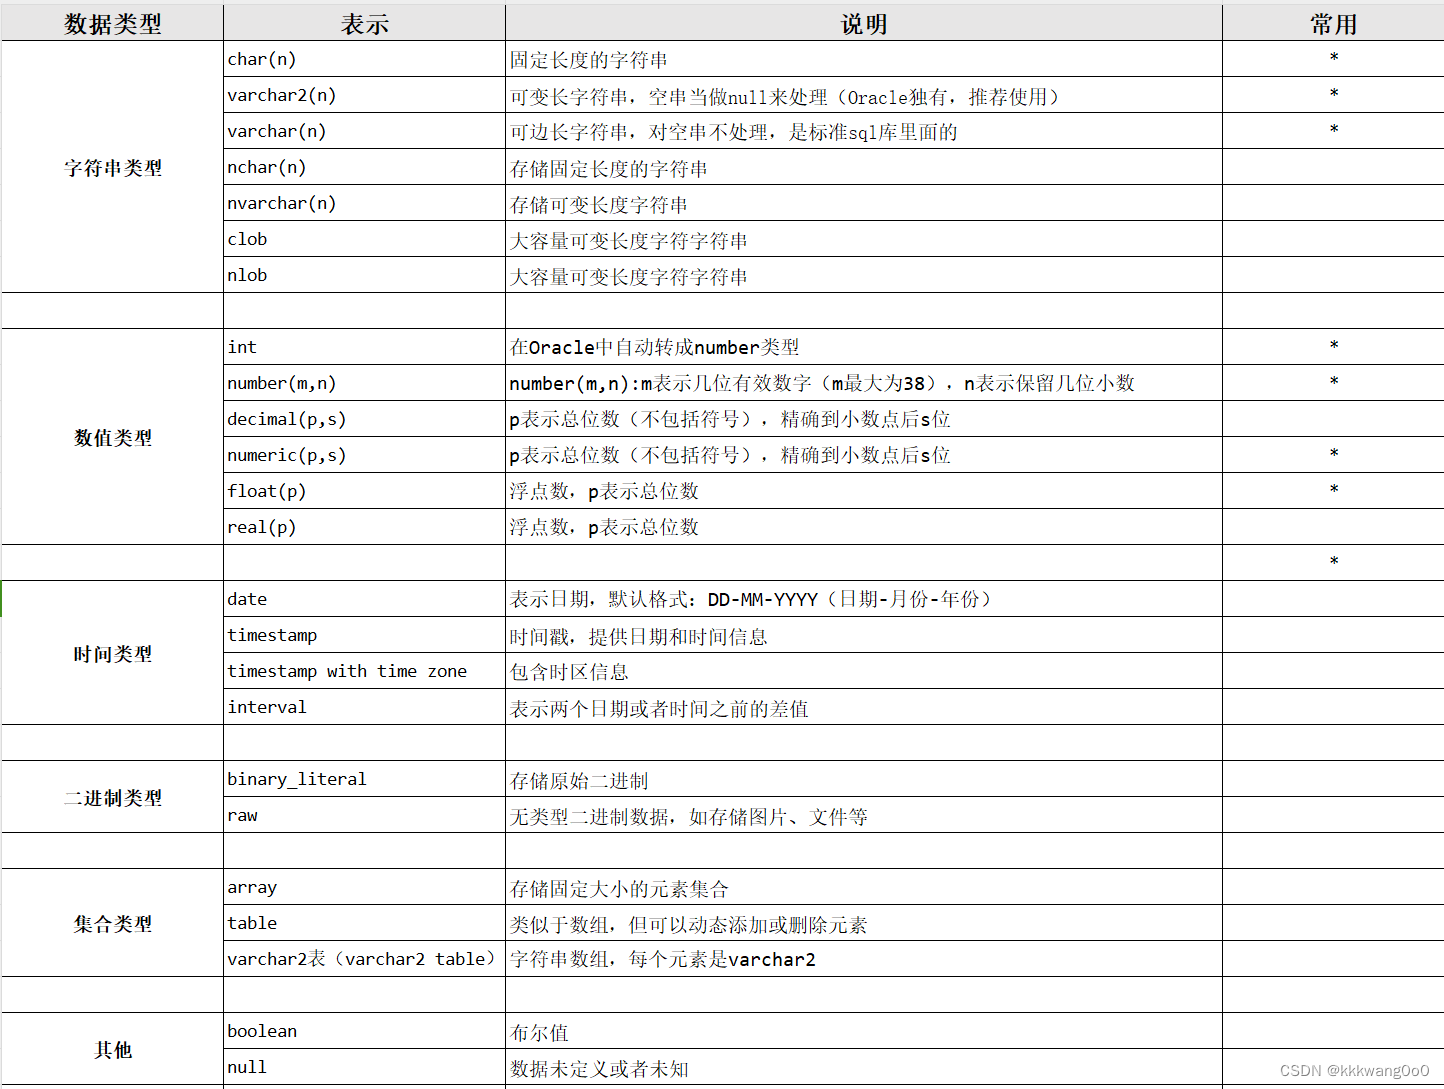 数据类型 表示 说明 常用
字符串类型
char(n) 固定长度的字符串 *
varchar2(n) 可变长字符串，空串当做null来处理（Oracle独有，推荐使用） *
varchar(n) 可边长字符串，对空串不处理，是标准sql库里面的 *
nchar(n) 存储固定长度的字符串
nvarchar(n) 存储可变长度字符串
clob 大容量可变长度字符字符串
nlob 大容量可变长度字符字符串
数值类型
int 在Oracle中自动转成number类型 *
number(m,n) number(m,n):m表示几位有效数字（m最大为38），n表示保留几位小数 *
decimal(p,s) p表示总位数（不包括符号），精确到小数点后s位
numeric(p,s) p表示总位数（不包括符号），精确到小数点后s位 *
float(p) 浮点数，p表示总位数 *
real(p) 浮点数，p表示总位数
*
时间类型
date 表示日期，默认格式：DD-MM-YYYY（日期-月份-年份）
timestamp 时间戳，提供日期和时间信息
timestamp with time zone 包含时区信息
interval 表示两个日期或者时间之前的差值
二进制类型
binary_literal 存储原始二进制
raw 无类型二进制数据，如存储图片、文件等
集合类型
array 存储固定大小的元素集合
table 类似于数组，但可以动态添加或删除元素
varchar2表（varchar2 table） 字符串数组，每个元素是varchar2
其他
boolean 布尔值
null 数据未定义或者未知
CSDN @kkkwang0o0